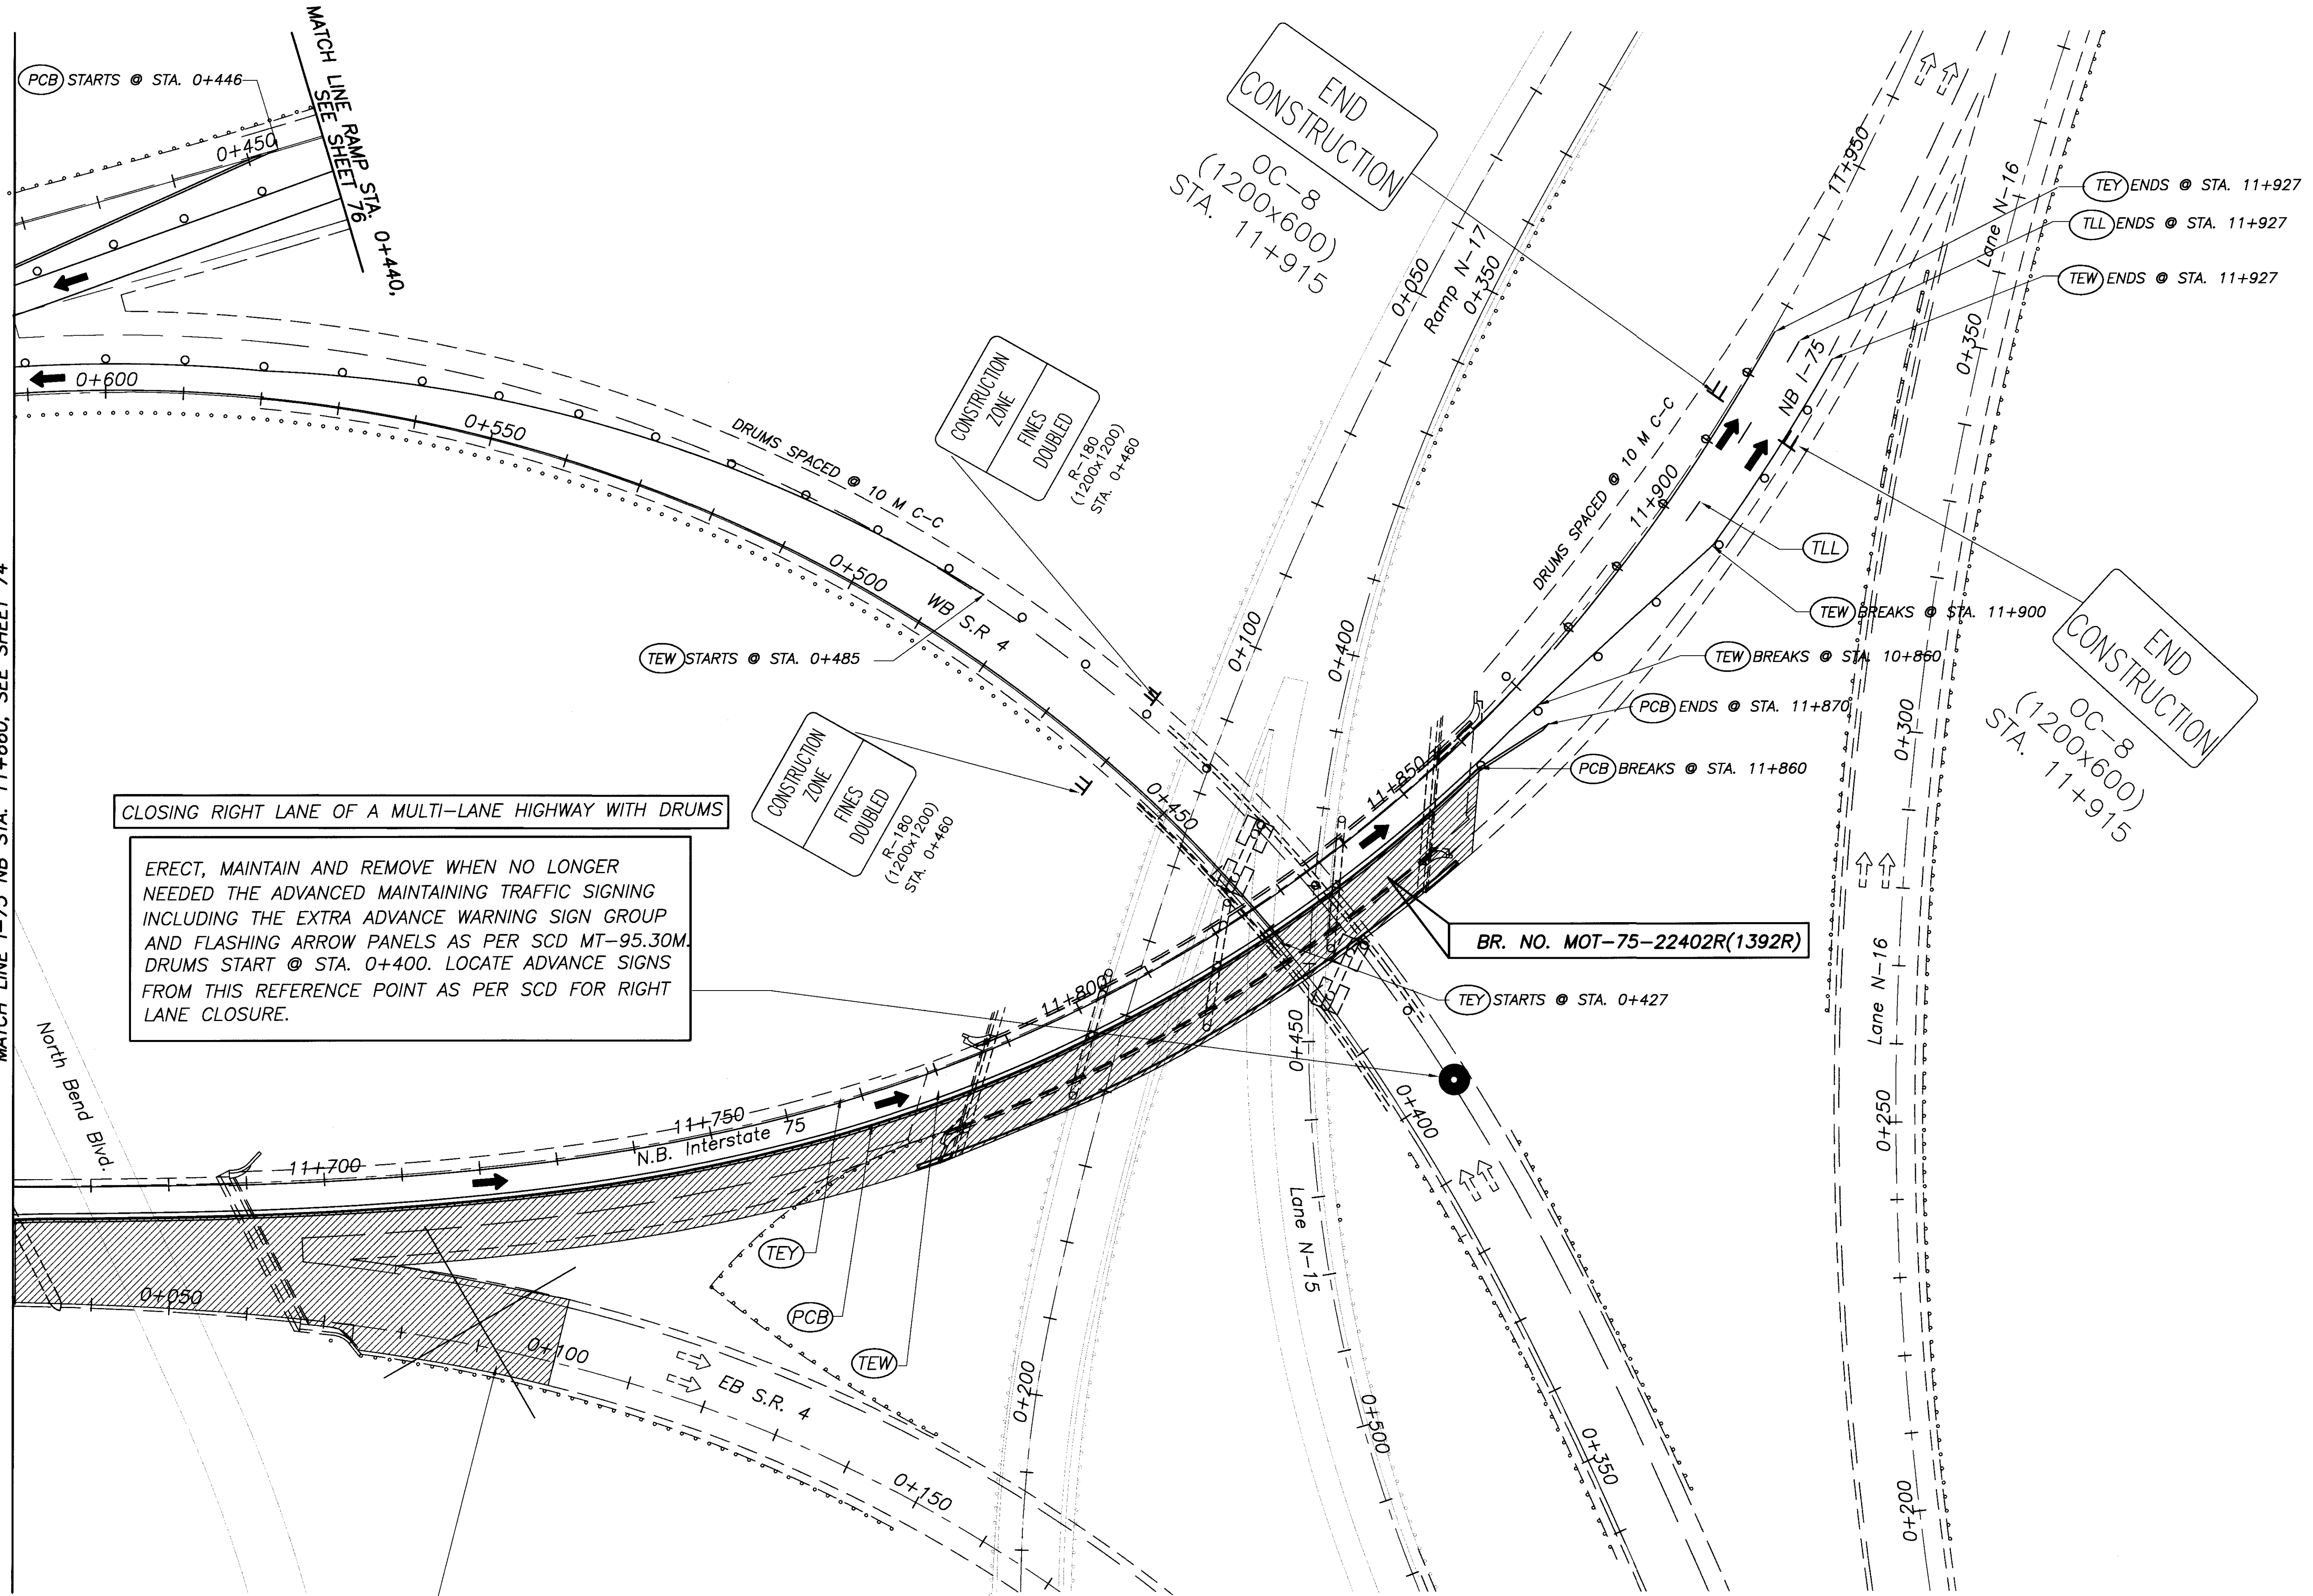 MATCH LINE RAMP STA. 0+440,
SEE SHEET 76
PCB STARTS @ STA. 0+446
0+450
0+600
0+550
DRUMS SPACED @ 10 M C-C
0+500
WB S.R 4
TEW STARTS @ STA. 0+485
CONSTRUCTION
ZONE
FINES
DOUBLED
R-180
(1200x1200)
STA. 0+460
CONSTRUCTION
ZONE
FINES
DOUBLED
R-180
(1200x1200)
STA. 0+460
END
CONSTRUCTION
OC-8
(1200x600)
STA. 11+915
0+050
Ramp N-17
0+350
0+100
0+400
11+950
Lane N-16
TEY ENDS @ STA. 11+927
TLL ENDS @ STA. 11+927
TEW ENDS @ STA. 11+927
0+350
NB I-75
DRUMS SPACED @ 10 M C-C
11+900
TLL
TEW BREAKS @ STA. 11+900
TEW BREAKS @ STA. 10+860
PCB ENDS @ STA. 11+870
PCB BREAKS @ STA. 11+860
END
CONSTRUCTION
OC-8
(1200x600)
STA. 11+915
0+300
11+850
0+450
BR. NO. MOT-75-22402R(1392R)
TEY STARTS @ STA. 0+427
CLOSING RIGHT LANE OF A MULTI-LANE HIGHWAY WITH DRUMS
ERECT, MAINTAIN AND REMOVE WHEN NO LONGER
NEEDED THE ADVANCED MAINTAINING TRAFFIC SIGNING
INCLUDING THE EXTRA ADVANCE WARNING SIGN GROUP
AND FLASHING ARROW PANELS AS PER SCD MT-95.30M.
DRUMS START @ STA. 0+400. LOCATE ADVANCE SIGNS
FROM THIS REFERENCE POINT AS PER SCD FOR RIGHT
LANE CLOSURE.
MATCH LINE I-75 NB STA. 11+660, SEE SHEET 74
North Bend Blvd.
11+700
11+750
N.B. Interstate 75
11+800
0+450
0+400
Lane N-16
0+250
Lane N-15
TEY
PCB
TEW
0+050
0+100
EB S.R. 4
0+150
0+200
0+500
0+350
0+200